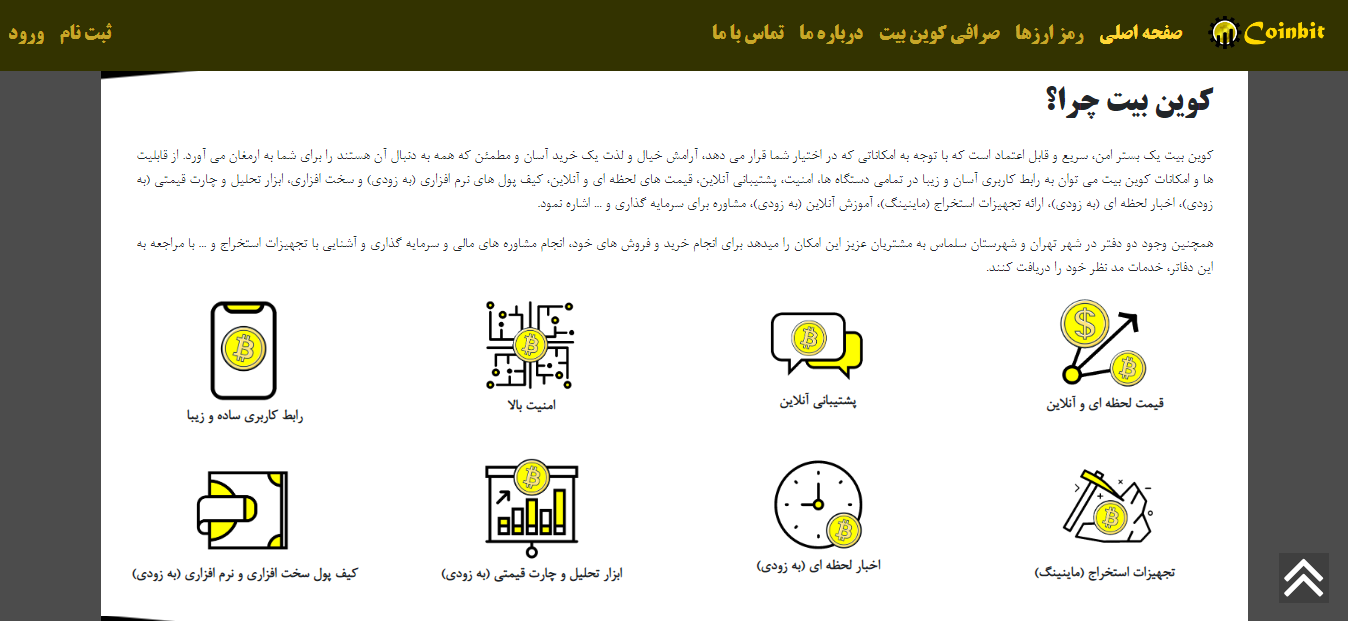 Coinbit صفحه اصلی رمز ارزها صرافی کوین بیت درباره ما تماس با ما ثبت نام ورود
کوین بیت چرا؟
کوین بیت یک بستر امن، سریع و قابل اعتماد است که با توجه به امکاناتی که در اختیار شما قرار می دهد، آرامش خیال و لذت یک خرید آسان و مطمئن که همه به دنبال آن هستند را برای شما به ارمغان می آورد. از قابلیت
ها و امکانات کوین بیت می توان به رابط کاربری آسان و زیبا در تمامی دستگاه ها، امنیت، پشتیبانی آنلاین، قیمت های لحظه ای و آنلاین، کیف پول های نرم افزاری (به زودی) و سخت افزاری، ابزار تحلیل و چارت قیمتی (به
زودی)، اخبار لحظه ای (به زودی)، ارائه تجهیزات استخراج (ماینینگ)، آموزش آنلاین (به زودی)، مشاوره برای سرمایه گذاری و ... اشاره نمود.
همچنین وجود دو دفتر در شهر تهران و شهرستان سلماس به مشتریان عزیز این امکان را میدهد برای انجام خرید و فروش های خود، انجام مشاوره های مالی و سرمایه گذاری و آشنایی با تجهیزات استخراج و ... با مراجعه به
این دفاتر، خدمات مد نظر خود را دریافت کنند.
قیمت لحظه ای و آنلاین
پشتیبانی آنلاین
امنیت بالا
رابط کاربری ساده و زیبا
تجهیزات استخراج (ماینینگ)
اخبار لحظه ای (به زودی)
ابزار تحلیل و چارت قیمتی (به زودی)
کیف پول سخت افزاری و نرم افزاری (به زودی)